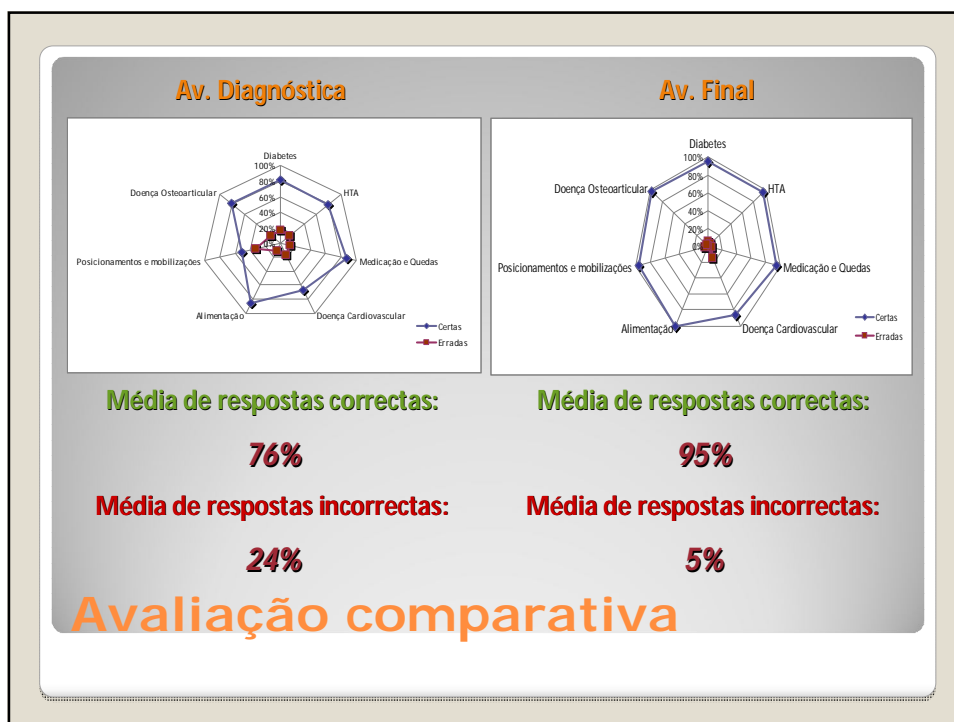 Av. Diagnóstica
Diabetes
100%
80%
60%
40%
20%
0%
HTA
Medicação e Quedas
Doença Cardiovascular
Alimentação
Posicionamentos e mobilizações
Doença Osteoarticular
Certas
Erradas
Média de respostas correctas:
76%
Média de respostas incorrectas:
24%
Av. Final
Diabetes
100%
80%
60%
40%
20%
0%
HTA
Medicação e Quedas
Doença Cardiovascular
Alimentação
Posicionamentos e mobilizações
Doença Osteoarticular
Certas
Erradas
Média de respostas correctas:
95%
Média de respostas incorrectas:
5%
Avaliação comparativa